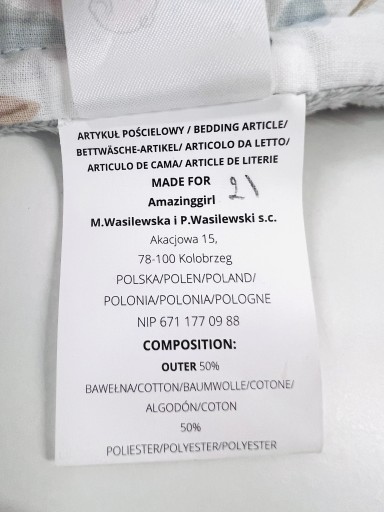 ARTYKUŁ POŚCIELOWY / BEDDING ARTICLE/
BETTWÄSCHE-ARTIKEL/ ARTICOLO DA LETTO/
ARTICULO DE CAMA/ ARTICLE DE LITERIE
MADE FOR
21
Amazinggirl
M.Wasilewska i P.Wasilewski s.c.
Akacjowa 15,
78-100 Kolobrzeg
POLSKA/POLEN/POLAND/
POLONIA/POLONIA/POLOGNE
NIP 671 177 09 88
COMPOSITION:
OUTER 50%
BAWEŁNA/COTTON/BAUMWOLLE/COTONE/
ALGODÓN/COTON
50%
POLIESTER/POLYESTER/POLYESTER